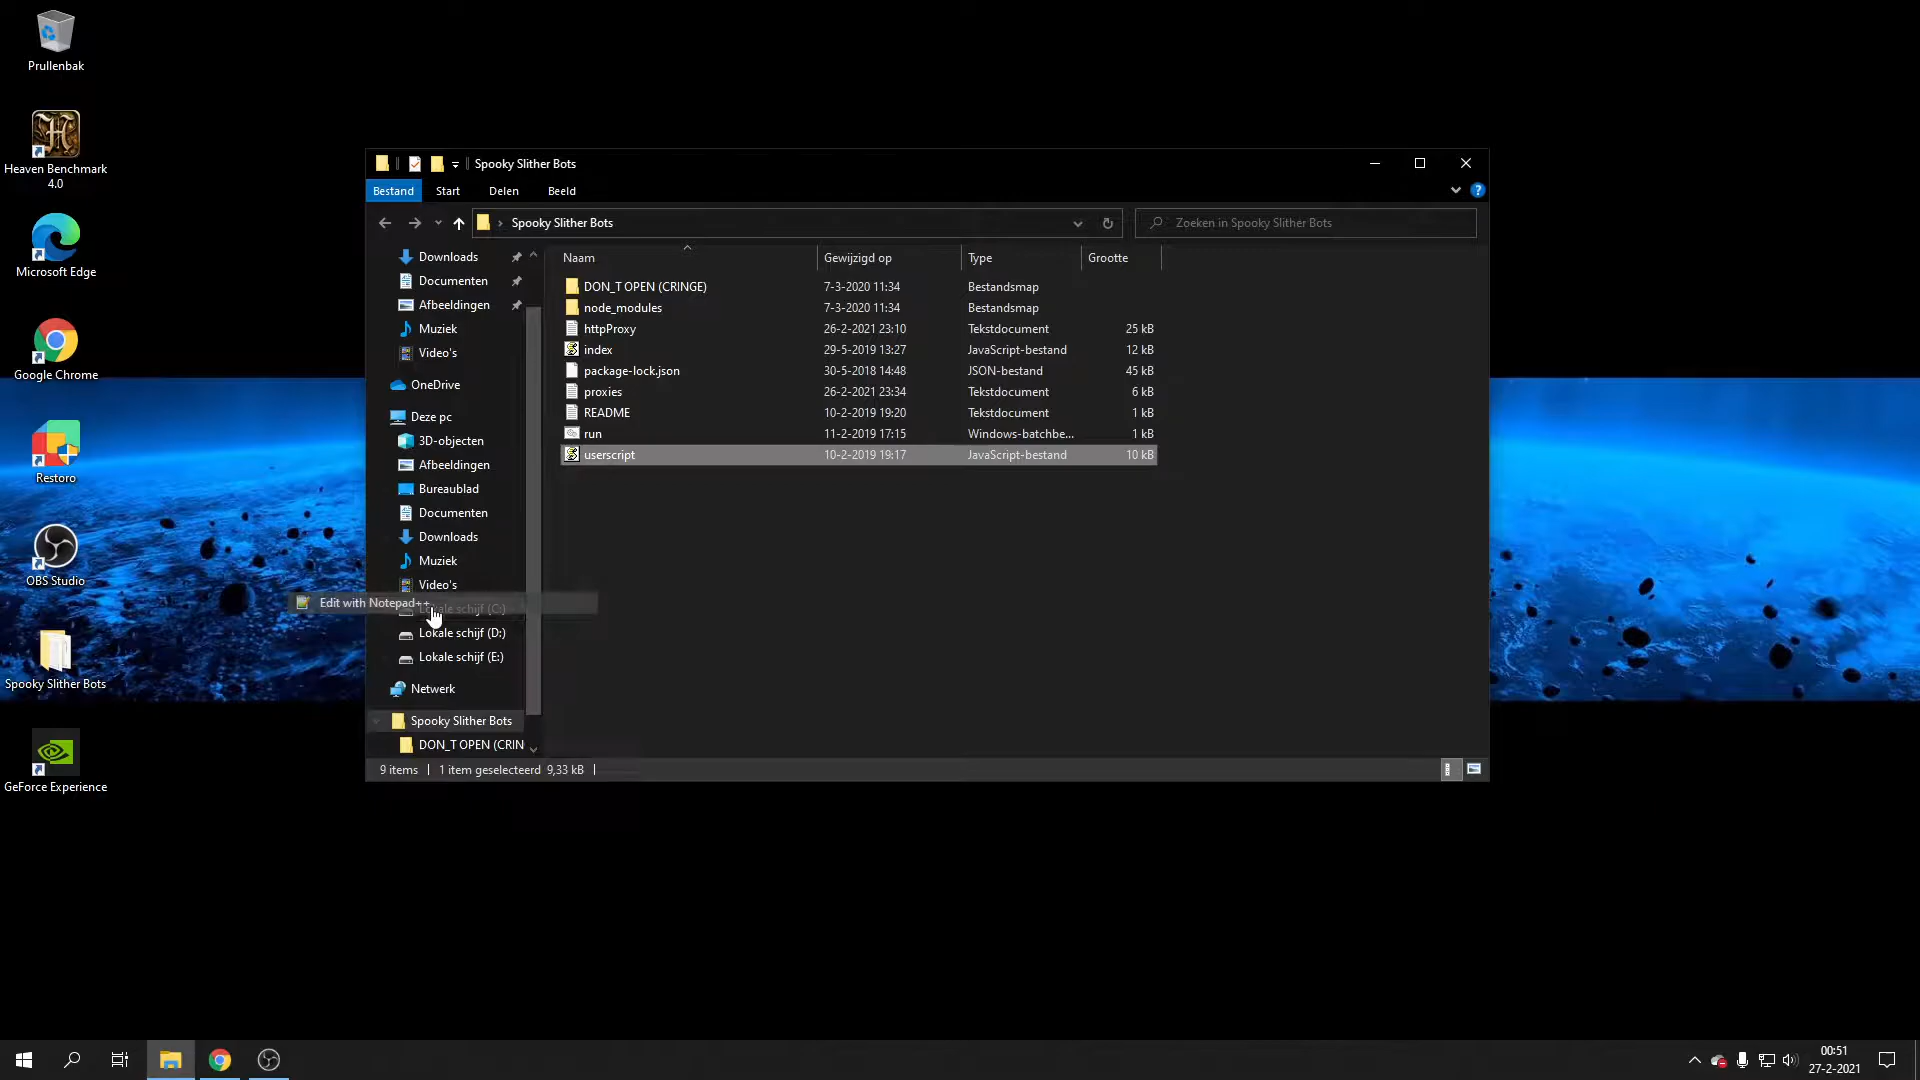 Prullenbak
Heaven Benchmark
4.0
Microsoft Edge
Google Chrome
Restoro
OBS Studio
Spooky Slither Bots
GeForce Experience
Spooky Slither Bots
Bestand Start Delen Beeld
Spooky Slither Bots
Zoeken in Spooky Slither Bots
Downloads
Documenten
Afbeeldingen
Muziek
Video's
OneDrive
Deze pc
3D-objecten
Afbeeldingen
Bureaublad
Documenten
Downloads
Muziek
Video's
Edit with Notepad++
Lokale schijf (C:)
Lokale schijf (D:)
Lokale schijf (E:)
Netwerk
Spooky Slither Bots
DON_T OPEN (CRIN
Naam Gewijzigd op Type Grootte
DON_T OPEN (CRINGE) 7-3-2020 11:34 Bestandsmap
node_modules 7-3-2020 11:34 Bestandsmap
httpProxy 26-2-2021 23:10 Tekstdocument 25 kB
index 29-5-2019 13:27 JavaScript-bestand 12 kB
package-lock.json 30-5-2018 14:48 JSON-bestand 45 kB
proxies 26-2-2021 23:34 Tekstdocument 6 kB
README 10-2-2019 19:20 Tekstdocument 1 kB
run 11-2-2019 17:15 Windows-batchbe... 1 kB
userscript 10-2-2019 19:17 JavaScript-bestand 10 kB
9 items 1 item geselecteerd 9,33 kB
00:51
27-2-2021